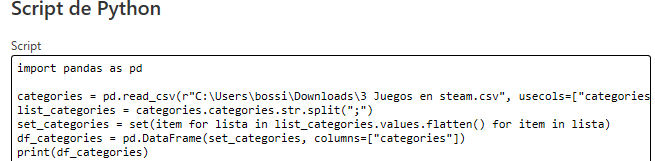 Script de Python
Script
import pandas as pd
categories = pd.read_csv(r"C:\Users\bossi\Downloads\3 Juegos en steam.csv", usecols=["categories
list_categories = categories.categories.str.split(";")
set_categories = set(item for lista in list_categories.values.flatten() for item in lista)
df_categories = pd.DataFrame(set_categories, columns=["categories"])
print(df_categories)